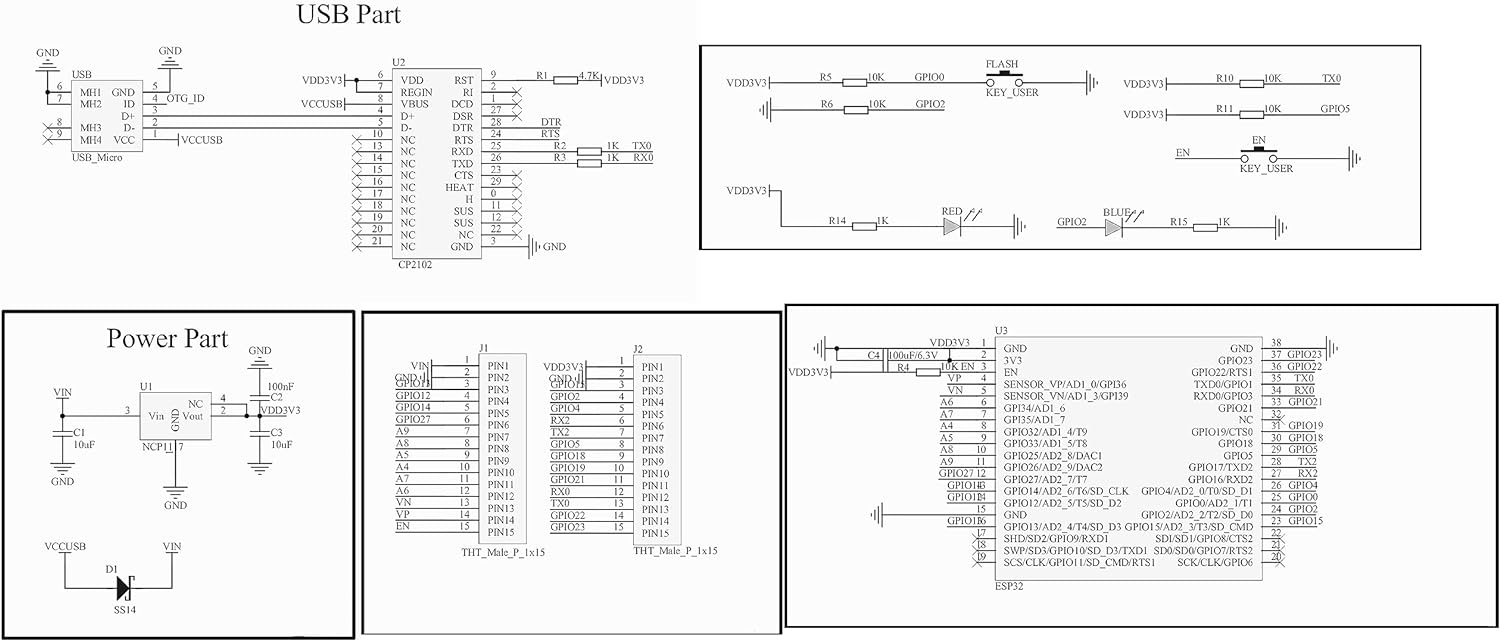 USB Part
GND
GND
USB
6 MH1 GND 5
7 MH2 ID 4 OTG_ID
D+ 3
8 MH3 D- 2
9 MH4 VCC 1 VCCUSB
USB_Micro
U2
VDD3V3 6 VDD RST 9 R1 4.7K VDD3V3
7 REGIN RI 2
VCCUSB 8 VBUS DCD 1
4 D+ DSR 27
5 D- DTR 28 DTR
10 NC RTS 24 RTS
13 NC RXD 25 R2 1K TX0
14 NC TXD 26 R3 1K RX0
15 NC CTS 23
16 NC HEAT 29
17 NC H 0
18 NC SUS 11
19 NC SUS 12
20 NC NC 22
21 NC GND 3 GND
CP2102
VDD3V3 R5 10K GPIO0 FLASH KEY_USER
R6 10K GPIO2
VDD3V3 R10 10K TX0
VDD3V3 R11 10K GPIO5
EN EN KEY_USER
VDD3V3 R14 1K RED
GPIO2 BLUE R15 1K
Power Part
VIN
U1
3 Vin GND Vout 2
NC 4
NCP11 7
GND
100nF
C2
VDD3V3
C1
10uF
GND
C3
10uF
GND
VCCUSB
VIN
D1
SS14
J1
VIN 1 PIN1
GND 2 PIN2
GPIO13 3 PIN3
GPIO12 4 PIN4
GPIO14 5 PIN5
GPIO27 6 PIN6
A9 7 PIN7
A8 8 PIN8
A5 9 PIN9
A4 10 PIN10
A7 11 PIN11
A6 12 PIN12
VN 13 PIN13
VP 14 PIN14
EN 15 PIN15
THT_Male_P_1x15
J2
VDD3V3 1 PIN1
GND 2 PIN2
GPIO15 3 PIN3
GPIO2 4 PIN4
GPIO4 5 PIN5
RX2 6 PIN6
TX2 7 PIN7
GPIO5 8 PIN8
GPIO18 9 PIN9
GPIO19 10 PIN10
GPIO21 11 PIN11
RX0 12 PIN12
TX0 13 PIN13
GPIO22 14 PIN14
GPIO23 15 PIN15
THT_Male_P_1x15
U3
VDD3V3 1 GND GND 38
C4 100uF/6.3V 2 3V3 GPIO23 37 GPIO23
VDD3V3 R4 10K EN 3 EN GPIO22/RTS1 36 GPIO22
VP 4 SENSOR_VP/AD1_0/GPI36 TXD0/GPIO1 35 TX0
VN 5 SENSOR_VN/AD1_3/GPI39 RXD0/GPIO3 34 RX0
A6 6 GPI34/AD1_6 GPIO21 33 GPIO21
A7 7 GPI35/AD1_7 NC 32
A4 8 GPIO32/AD1_4/T9 GPIO19/CTS0 31 GPIO19
A5 9 GPIO33/AD1_5/T8 GPIO18 30 GPIO18
A8 10 GPIO25/AD2_8/DAC1 GPIO5 29 GPIO5
A9 11 GPIO26/AD2_9/DAC2 GPIO17/TXD2 28 TX2
GPIO27 12 GPIO27/AD2_7/T7 GPIO16/RXD2 27 RX2
GPIO14 13 GPIO14/AD2_6/T6/SD_CLK GPIO4/AD2_0/T0/SD_D1 26 GPIO4
GPIO12 14 GPIO12/AD2_5/T5/SD_D2 GPIO0/AD2_1/T1 25 GPIO0
15 GND GPIO2/AD2_2/T2/SD_D0 24 GPIO2
GPIO13 16 GPIO13/AD2_4/T4/SD_D3 GPIO15/AD2_3/T3/SD_CMD 23 GPIO15
17 SHD/SD2/GPIO9/RXD1 SDI/SD1/GPIO8/CTS2 22
18 SWP/SD3/GPIO10/SD_D3/TXD1 SD0/SD0/GPIO7/RTS2 21
19 SCS/CLK/GPIO11/SD_CMD/RTS1 SCK/CLK/GPIO6 20
ESP32